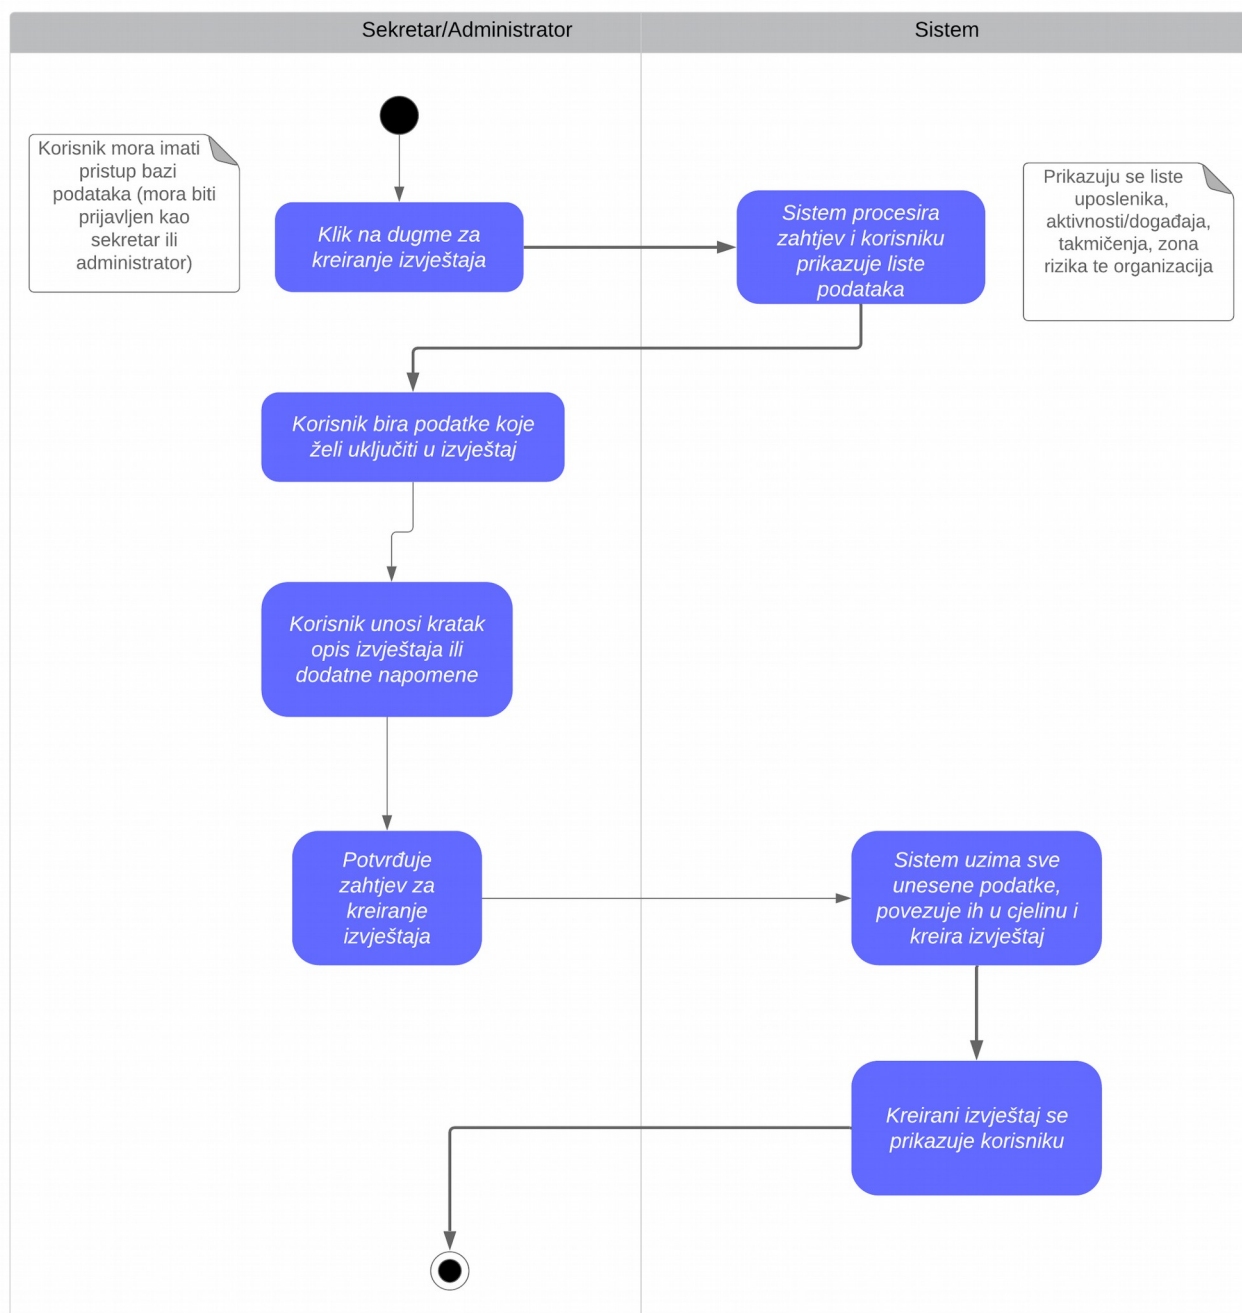 Sekretar/Administrator
Sistem
Korisnik mora imati
pristup bazi
podataka (mora biti
prijavljen kao
sekretar ili
administrator)
Klik na dugme za
kreiranje izvještaja
Sistem procesira
zahtjev i korisniku
prikazuje liste
podataka
Prikazuju se liste
uposlenika,
aktivnosti/događaja,
takmičenja, zona
rizika te organizacija
Korisnik bira podatke koje
želi uključiti u izvještaj
Korisnik unosi kratak
opis izvještaja ili
dodatne napomene
Potvrđuje
zahtjev za
kreiranje
izvještaja
Sistem uzima sve
unesene podatke,
povezuje ih u cjelinu i
kreira izvještaj
Kreirani izvještaj se
prikazuje korisniku